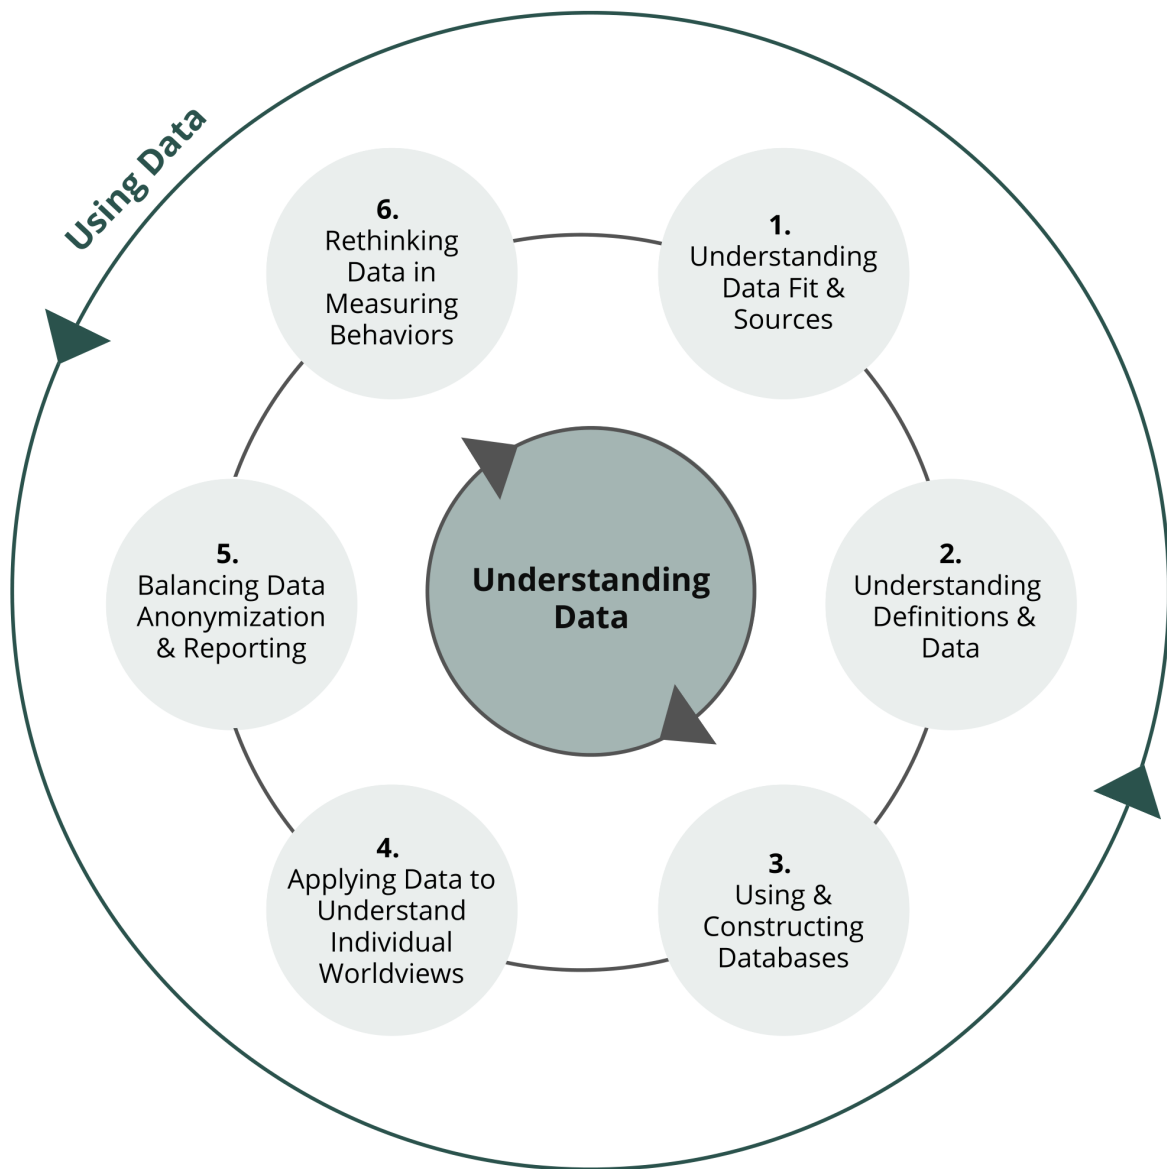 Using Data
1.
Understanding
Data Fit &
Sources
2.
Understanding
Definitions &
Data
3.
Using &
Constructing
Databases
4.
Applying Data to
Understand
Individual
Worldviews
5.
Balancing Data
Anonymization
& Reporting
6.
Rethinking
Data in
Measuring
Behaviors
Understanding
Data